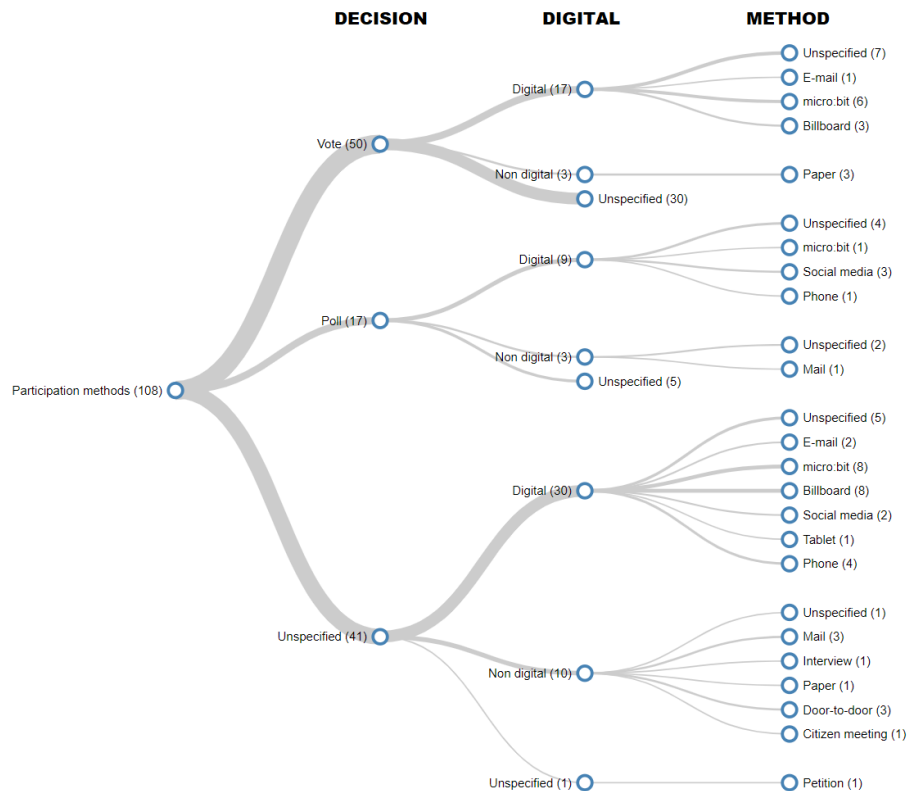 DECISION DIGITAL METHOD
Unspecified (7)
E-mail (1)
Digital (17)
micro:bit (6)
Billboard (3)
Vote (50)
Non digital (3)
Paper (3)
Unspecified (30)
Unspecified (4)
micro:bit (1)
Digital (9)
Social media (3)
Phone (1)
Poll (17)
Unspecified (2)
Non digital (3)
Mail (1)
Unspecified (5)
Participation methods (108)
Unspecified (5)
E-mail (2)
micro:bit (8)
Digital (30)
Billboard (8)
Social media (2)
Tablet (1)
Phone (4)
Unspecified (1)
Unspecified (41)
Mail (3)
Interview (1)
Non digital (10)
Paper (1)
Door-to-door (3)
Citizen meeting (1)
Unspecified (1)
Petition (1)